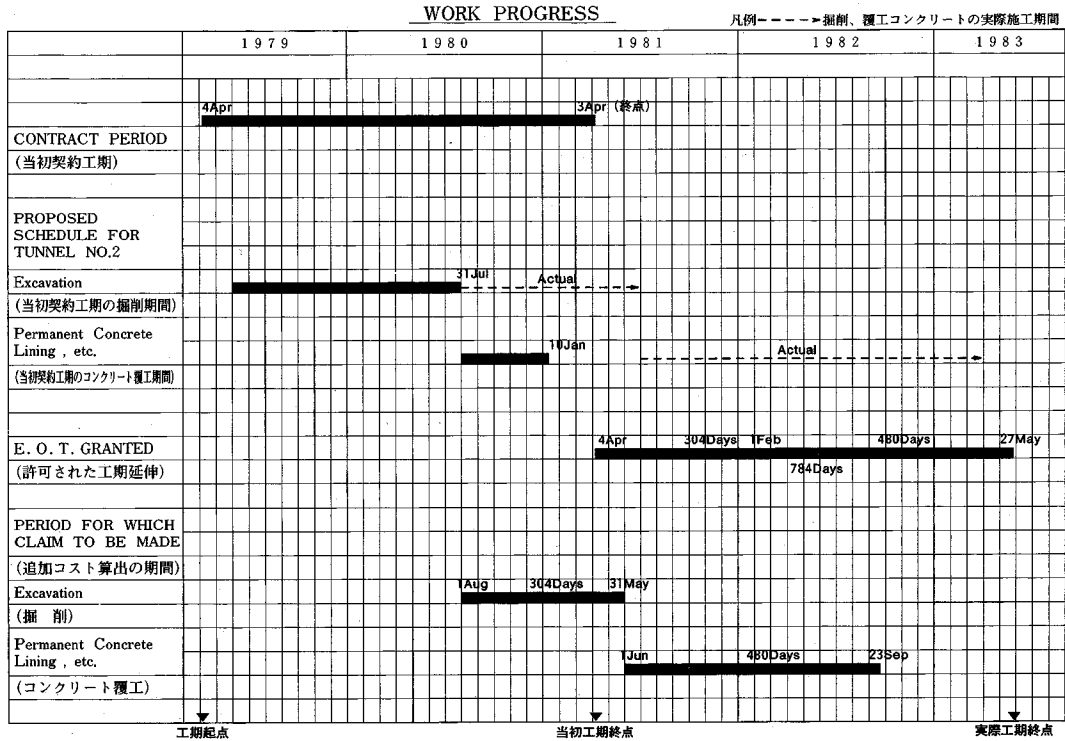 WORK PROGRESS
凡例－－－－→掘削、覆工コンクリートの実際施工期間
1979 1980 1981 1982 1983
4Apr 3Apr (終点)
CONTRACT PERIOD
(当初契約工期)
PROPOSED
SCHEDULE FOR
TUNNEL NO.2
31Jul Actual
Excavation
(当初契約工期の掘削期間)
Permanent Concrete
Lining , etc.
10Jan Actual
(当初契約工期のコンクリート覆工期間)
4Apr 304Days 1Feb 480Days 27May
E. O. T. GRANTED
(許可された工期延伸)
784Days
PERIOD FOR WHICH
CLAIM TO BE MADE
(追加コスト算出の期間)
1Aug 304Days 31May
Excavation
(掘 削)
Permanent Concrete
Lining , etc.
1Jun 480Days 23Sep
(コンクリート覆工)
工期起点 当初工期終点 実際工期終点